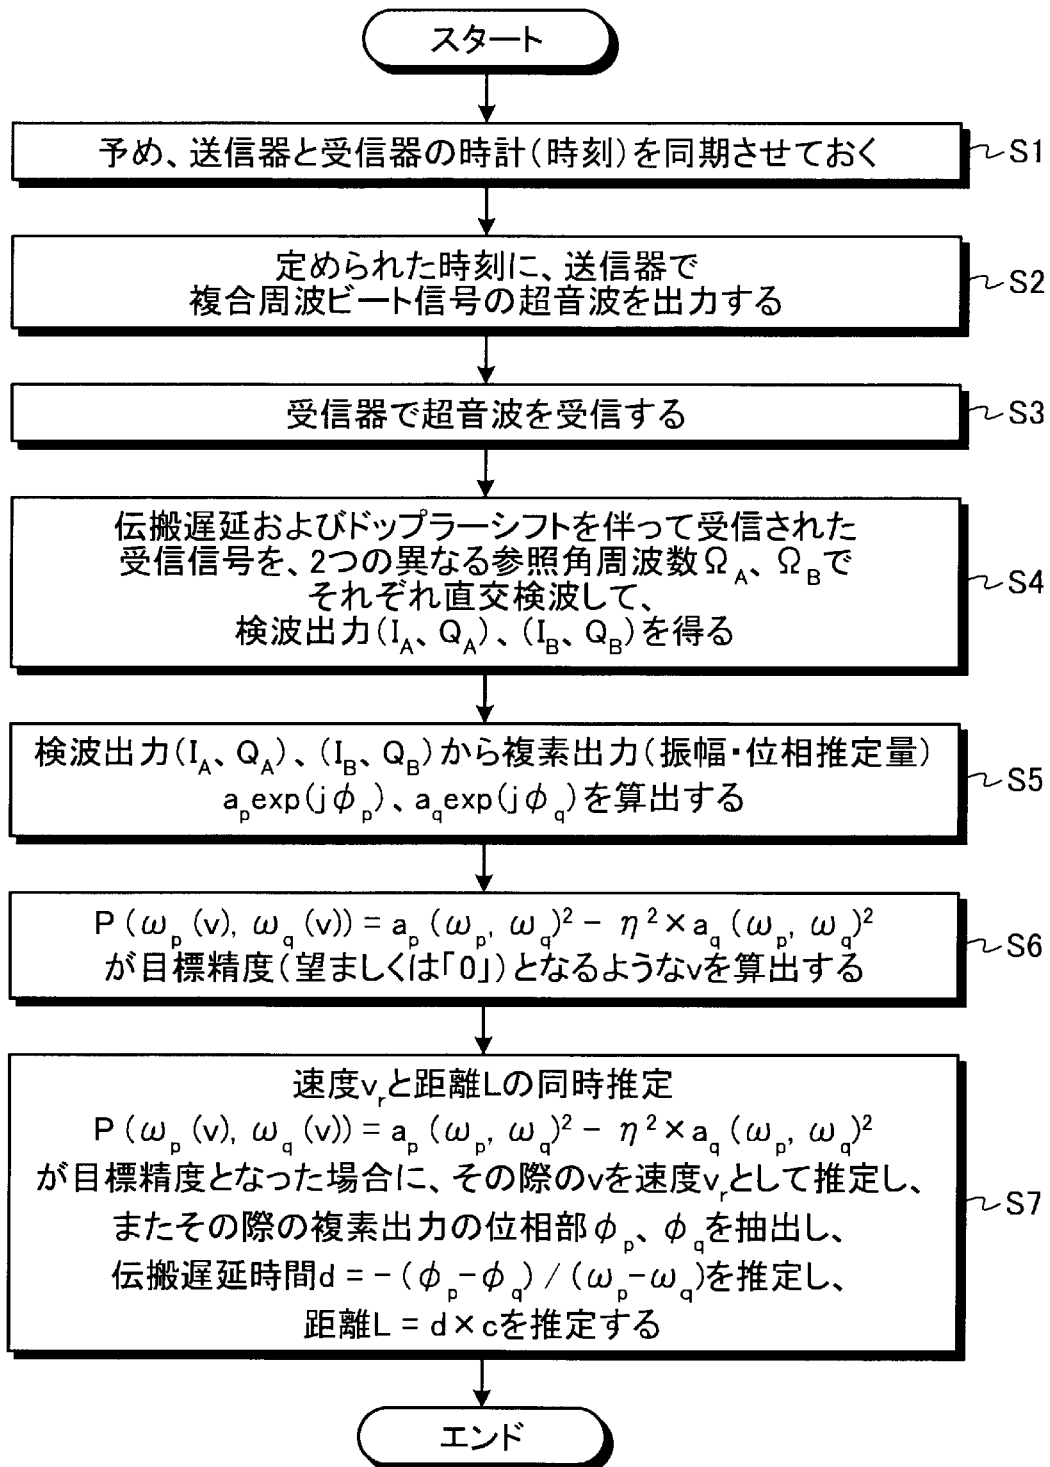 スタート
予め、送信器と受信器の時計(時刻)を同期させておく
S1
定められた時刻に、送信器で
複合周波ビート信号の超音波を出力する
S2
受信器で超音波を受信する
S3
伝搬遅延およびドップラーシフトを伴って受信された
受信信号を、2つの異なる参照角周波数Ω_A、Ω_Bで
それぞれ直交検波して、
検波出力(I_A、Q_A)、(I_B、Q_B)を得る
S4
検波出力(I_A、Q_A)、(I_B、Q_B)から複素出力(振幅・位相推定量)
a_pexp(jφ_p)、a_qexp(jφ_q)を算出する
S5
P(ω_p(v), ω_q(v)) = a_p(ω_p, ω_q)² − η²×a_q(ω_p, ω_q)²
が目標精度(望ましくは「0」)となるようなvを算出する
S6
速度v_rと距離Lの同時推定
P(ω_p(v), ω_q(v)) = a_p(ω_p, ω_q)² − η²×a_q(ω_p, ω_q)²
が目標精度となった場合に、その際のvを速度v_rとして推定し、
またその際の複素出力の位相部φ_p、φ_qを抽出し、
伝搬遅延時間d = −(φ_p−φ_q) / (ω_p−ω_q)を推定し、
距離L = d×cを推定する
S7
エンド